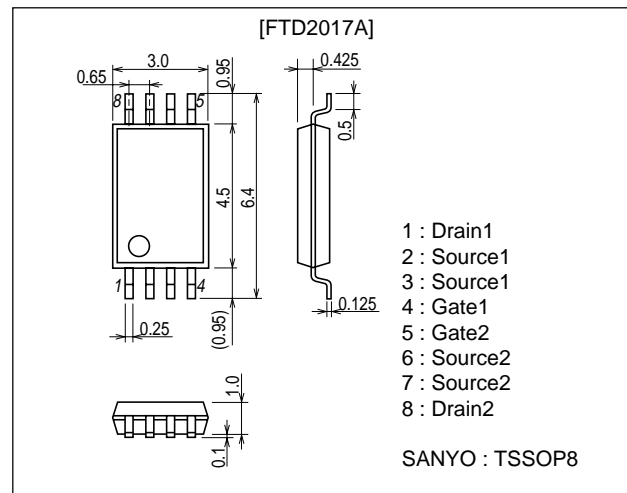 [FTD2017A]
3.0
0.65
0.95
0.425
8
5
0.5
4.5
6.4
1
4
0.25
(0.95)
0.125
1 : Drain1
2 : Source1
3 : Source1
4 : Gate1
5 : Gate2
6 : Source2
7 : Source2
8 : Drain2
1.0
0.1
SANYO : TSSOP8